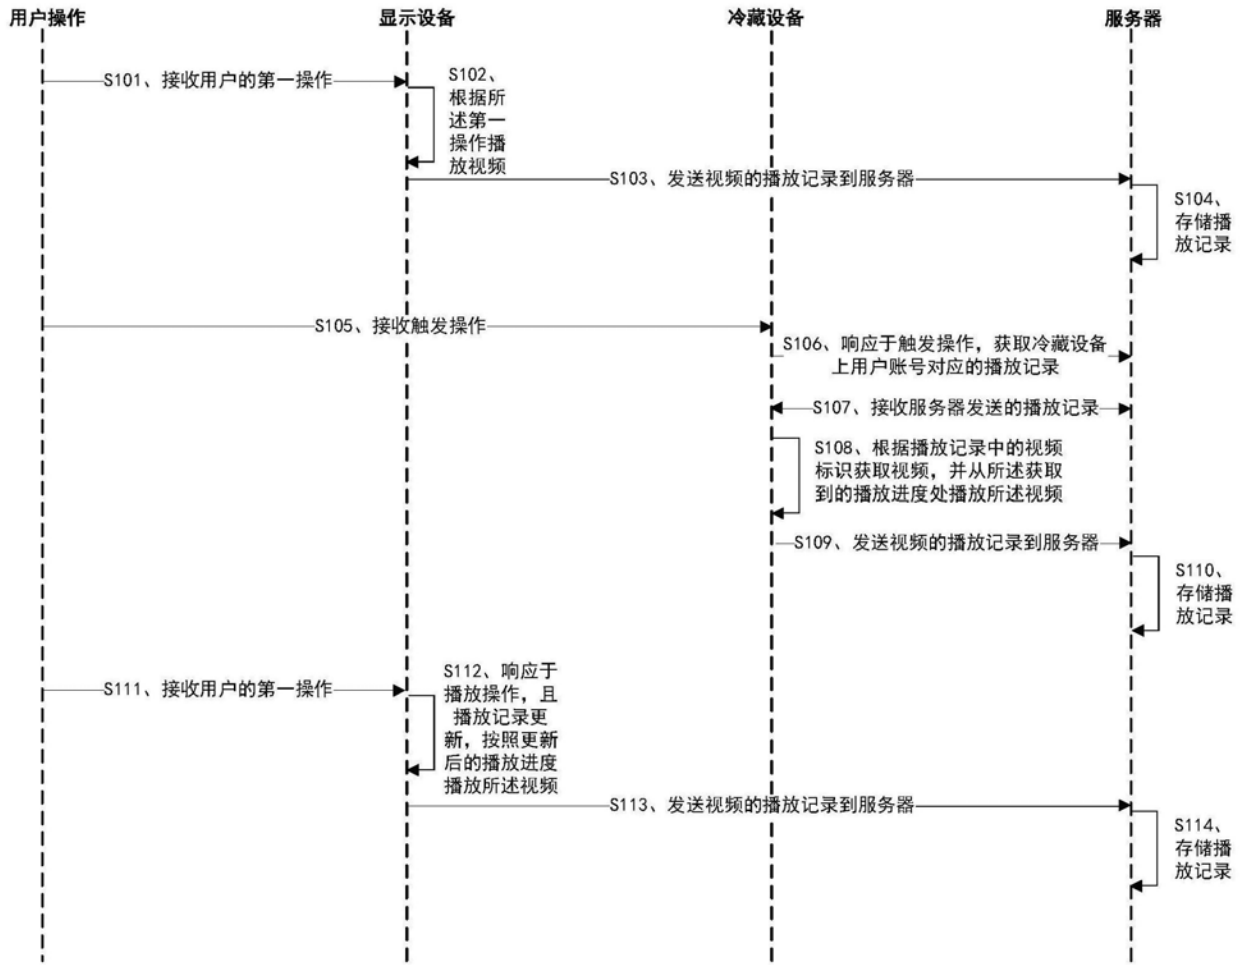 用户操作
显示设备
冷藏设备
服务器
S101、接收用户的第一操作
S102、
根据所
述第一
操作播
放视频
S103、发送视频的播放记录到服务器
S104、
存储播
放记录
S105、接收触发操作
S106、响应于触发操作，获取冷藏设备
上用户账号对应的播放记录
S107、接收服务器发送的播放记录
S108、根据播放记录中的视频
标识获取视频，并从所述获取
到的播放进度处播放所述视频
S109、发送视频的播放记录到服务器
S110、
存储播
放记录
S111、接收用户的第一操作
S112、响应于
播放操作，且
播放记录更
新，按照更新
后的播放进度
播放所述视频
S113、发送视频的播放记录到服务器
S114、
存储播
放记录